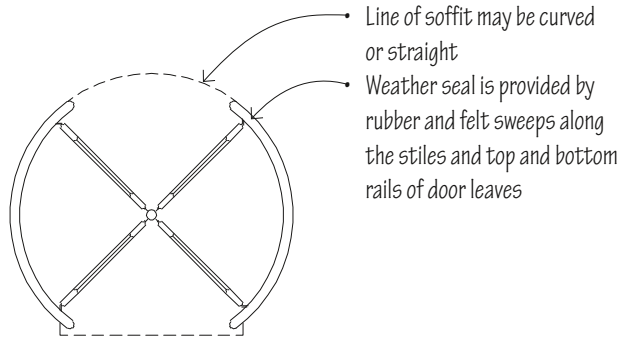 Line of soffit may be curved
or straight
Weather seal is provided by
rubber and felt sweeps along
the stiles and top and bottom
rails of door leaves